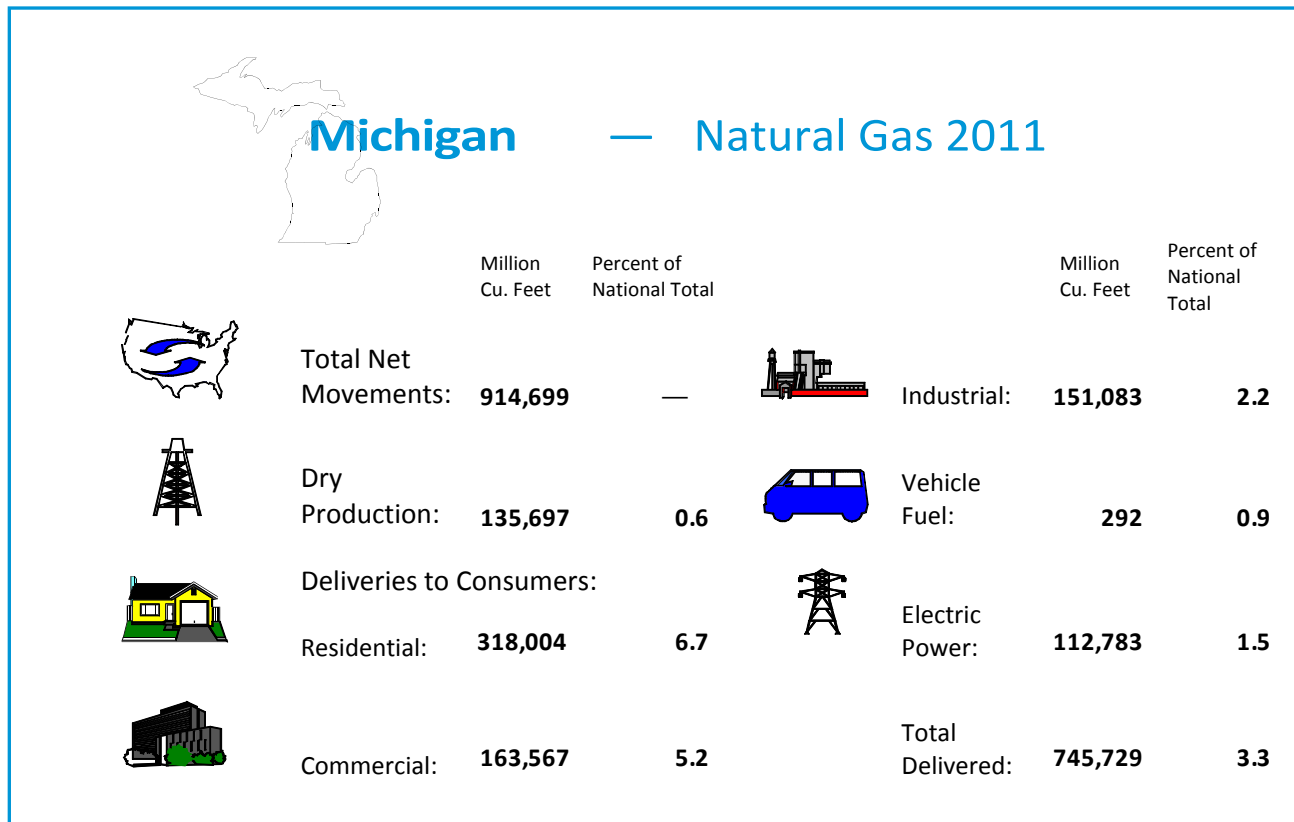 Michigan — Natural Gas 2011
Million
Cu. Feet
Percent of
National Total
Total Net
Movements: 914,699 —
Dry
Production: 135,697 0.6
Deliveries to Consumers:
Residential: 318,004 6.7
Commercial: 163,567 5.2
Million
Cu. Feet
Percent of
National
Total
Industrial: 151,083 2.2
Vehicle
Fuel: 292 0.9
Electric
Power: 112,783 1.5
Total
Delivered: 745,729 3.3